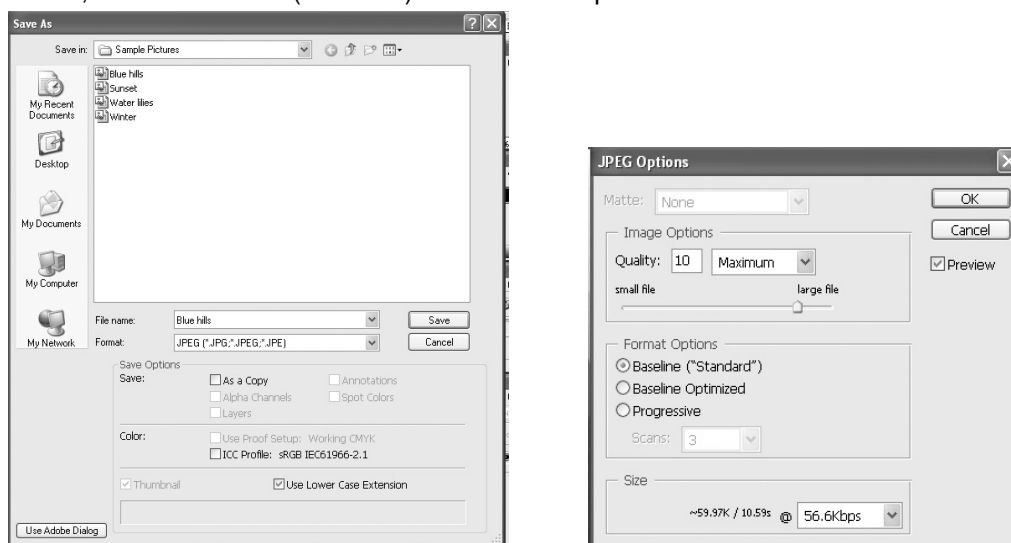 Save As
Save in: Sample Pictures
Blue hills
Sunset
Water lilies
Winter
My Recent
Documents
Desktop
My Documents
My Computer
My Network
File name: Blue hills Save
Format: JPEG (*.JPG;*.JPEG;*.JPE) Cancel
Save Options
Save: As a Copy Annotations
Alpha Channels Spot Colors
Layers
Color: Use Proof Setup: Working CMYK
ICC Profile: sRGB IEC61966-2.1
Thumbnail Use Lower Case Extension
Use Adobe Dialog
JPEG Options
Matte: None OK
Image Options Cancel
Quality: 10 Maximum Preview
small file large file
Format Options
Baseline ("Standard")
Baseline Optimized
Progressive
Scans: 3
Size
~59.97K / 10.59s @ 56.6Kbps